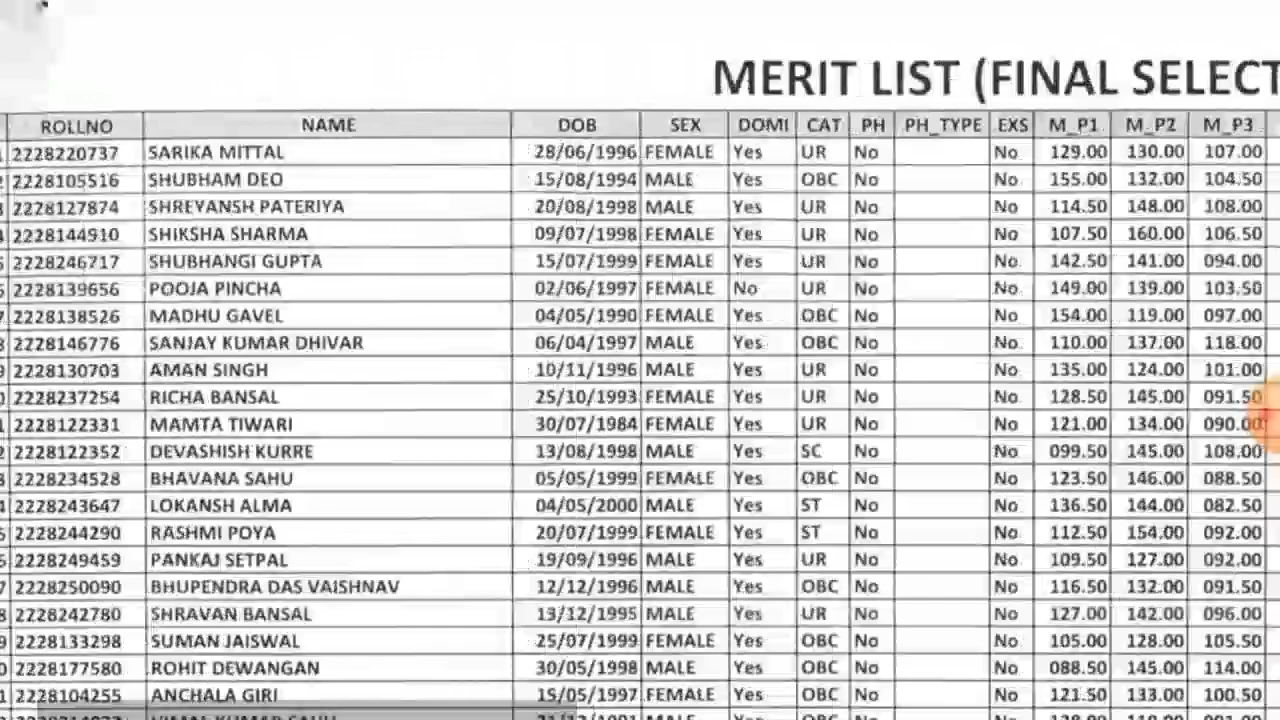 MERIT LIST (FINAL SELECT
ROLLNO NAME DOB SEX DOMI CAT PH PH_TYPE EXS M_P1 M_P2 M_P3
2228220737 SARIKA MITTAL 28/06/1996 FEMALE Yes UR No No 129.00 130.00 107.00
2228105516 SHUBHAM DEO 15/08/1994 MALE Yes OBC No No 155.00 132.00 104.50
2228127874 SHREYANSH PATERIYA 20/08/1998 MALE Yes UR No No 114.50 148.00 108.00
2228144910 SHIKSHA SHARMA 09/07/1998 FEMALE Yes UR No No 107.50 160.00 106.50
2228246717 SHUBHANGI GUPTA 15/07/1999 FEMALE Yes UR No No 142.50 141.00 094.00
2228139656 POOJA PINCHA 02/06/1997 FEMALE No UR No No 149.00 139.00 103.50
2228138526 MADHU GAVEL 04/05/1990 FEMALE Yes OBC No No 154.00 119.00 097.00
2228146776 SANJAY KUMAR DHIVAR 06/04/1997 MALE Yes OBC No No 110.00 137.00 118.00
2228130703 AMAN SINGH 10/11/1996 MALE Yes UR No No 135.00 124.00 101.00
2228237254 RICHA BANSAL 25/10/1993 FEMALE Yes UR No No 128.50 145.00 091.50
2228122331 MAMTA TIWARI 30/07/1984 FEMALE Yes UR No No 121.00 134.00 090.00
2228122352 DEVASHISH KURRE 13/08/1998 MALE Yes SC No No 099.50 145.00 108.00
2228234528 BHAVANA SAHU 05/05/1999 FEMALE Yes OBC No No 123.50 146.00 088.50
2228243647 LOKANSH ALMA 04/05/2000 MALE Yes ST No No 136.50 144.00 082.50
2228244290 RASHMI POYA 20/07/1999 FEMALE Yes ST No No 112.50 154.00 092.00
2228249459 PANKAJ SETPAL 19/09/1996 MALE Yes UR No No 109.50 127.00 092.00
2228250090 BHUPENDRA DAS VAISHNAV 12/12/1996 MALE Yes OBC No No 116.50 132.00 091.50
2228242780 SHRAVAN BANSAL 13/12/1995 MALE Yes UR No No 127.00 142.00 096.00
2228133298 SUMAN JAISWAL 25/07/1999 FEMALE Yes OBC No No 105.00 128.00 105.50
2228177580 ROHIT DEWANGAN 30/05/1998 MALE Yes OBC No No 088.50 145.00 114.00
2228104255 ANCHALA GIRI 15/05/1997 FEMALE Yes OBC No No 121.50 133.00 100.50